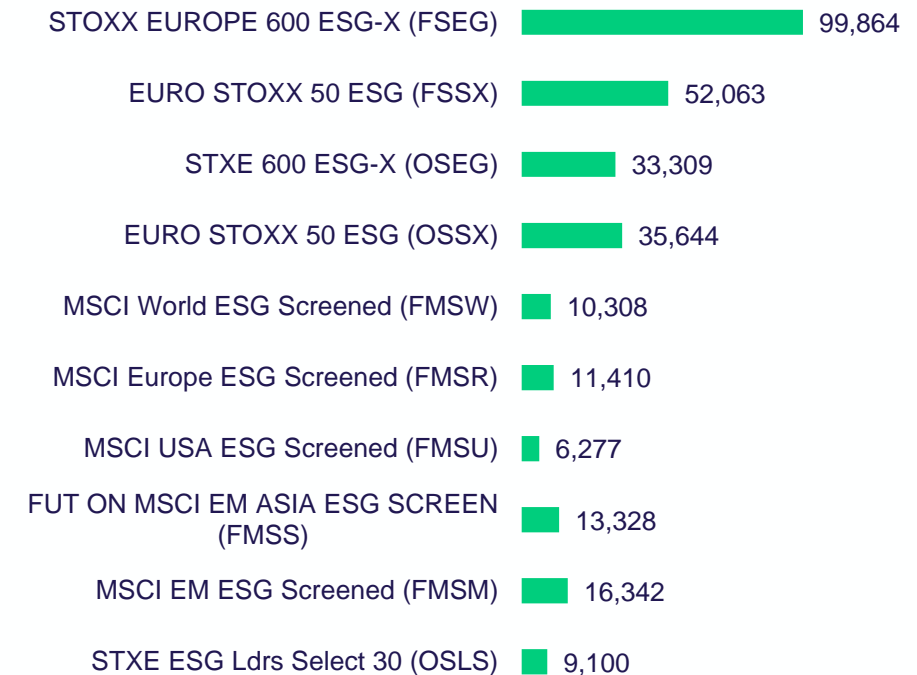 STOXX EUROPE 600 ESG-X (FSEG) 99,864
EURO STOXX 50 ESG (FSSX) 52,063
STXE 600 ESG-X (OSEG) 33,309
EURO STOXX 50 ESG (OSSX) 35,644
MSCI World ESG Screened (FMSW) 10,308
MSCI Europe ESG Screened (FMSR) 11,410
MSCI USA ESG Screened (FMSU) 6,277
FUT ON MSCI EM ASIA ESG SCREEN
(FMSS) 13,328
MSCI EM ESG Screened (FMSM) 16,342
STXE ESG Ldrs Select 30 (OSLS) 9,100